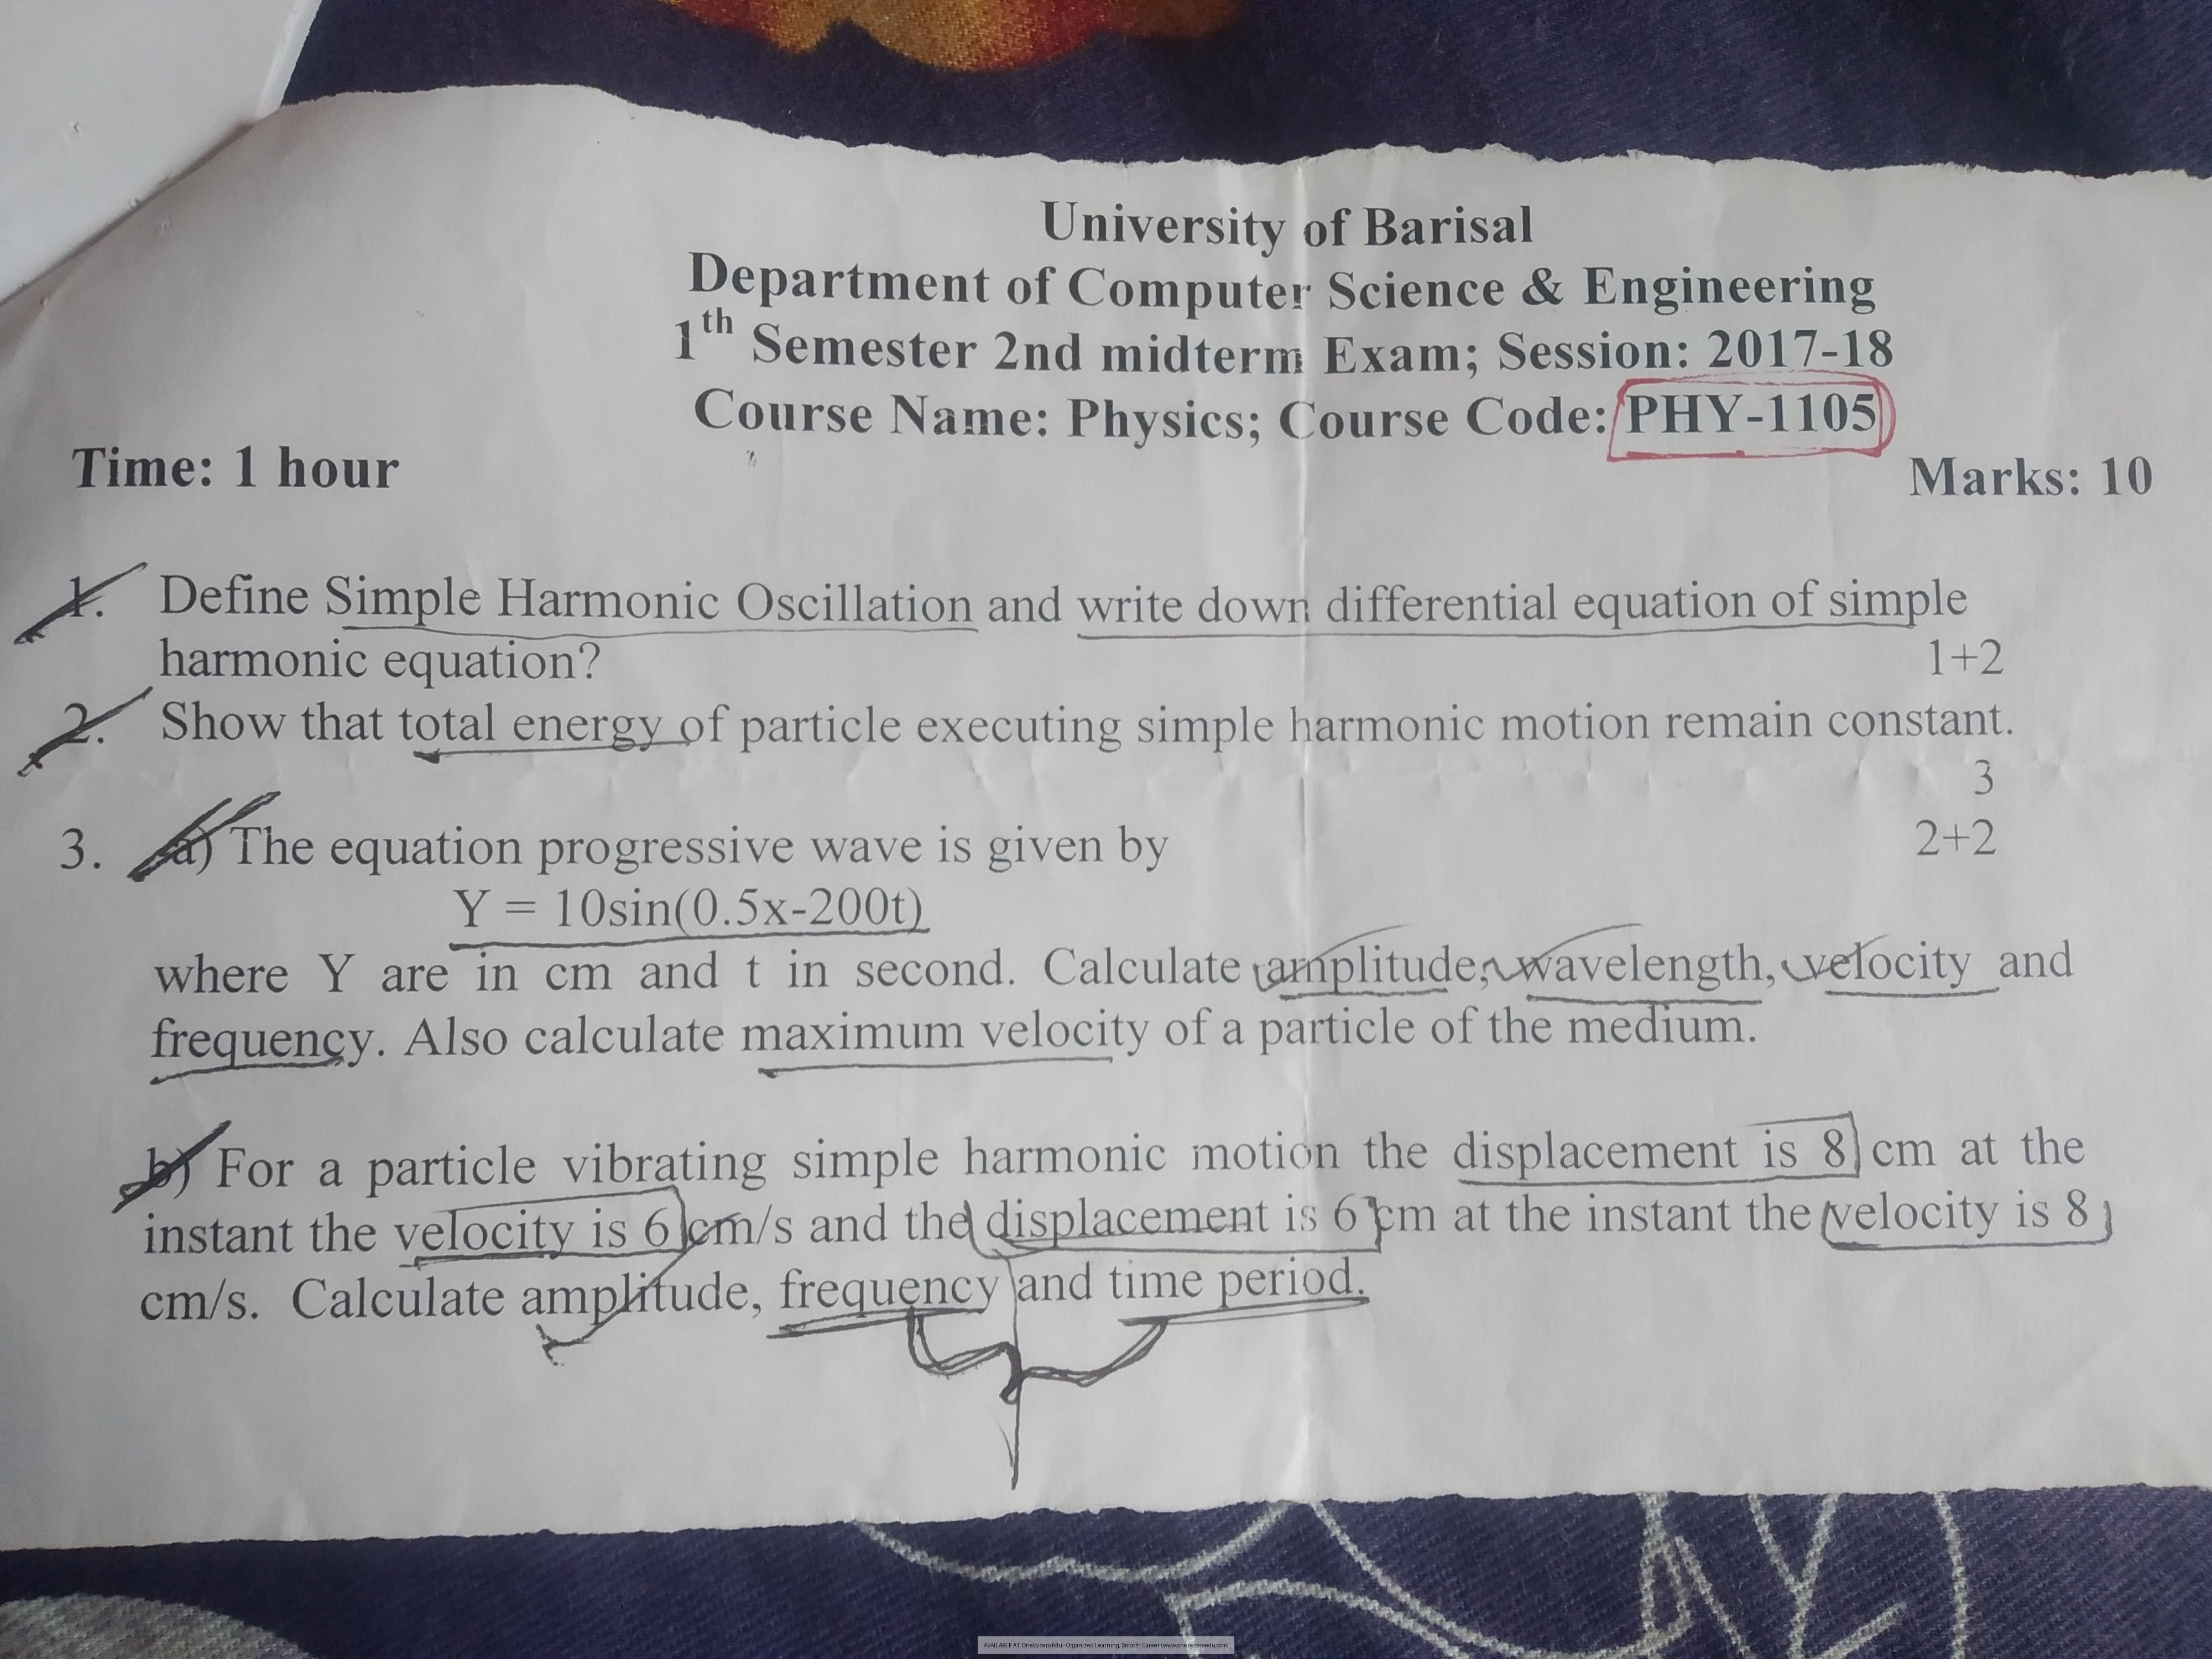 University of Barisal
Department of Computer Science & Engineering
1th Semester 2nd midterm Exam; Session: 2017-18
Course Name: Physics; Course Code: PHY-1105
Time: 1 hour Marks: 10
1. Define Simple Harmonic Oscillation and write down differential equation of simple
harmonic equation? 1+2
2. Show that total energy of particle executing simple harmonic motion remain constant.
3
3. a) The equation progressive wave is given by 2+2
Y = 10sin(0.5x-200t)
where Y are in cm and t in second. Calculate amplitude, wavelength, velocity and
frequency. Also calculate maximum velocity of a particle of the medium.
b) For a particle vibrating simple harmonic motion the displacement is 8 cm at the
instant the velocity is 6 cm/s and the displacement is 6 cm at the instant the velocity is 8
cm/s. Calculate amplitude, frequency and time period.
AVAILABLE AT: Onebyzero Edu - Organized Learning, Smooth Career (www.onebyzeroedu.com)